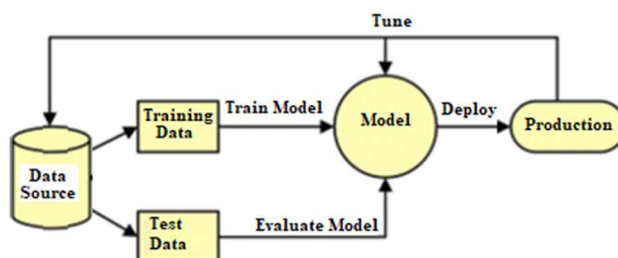 Tune
Training
Data
Train Model
Model
Deploy
Production
Data
Source
Test
Data
Evaluate Model